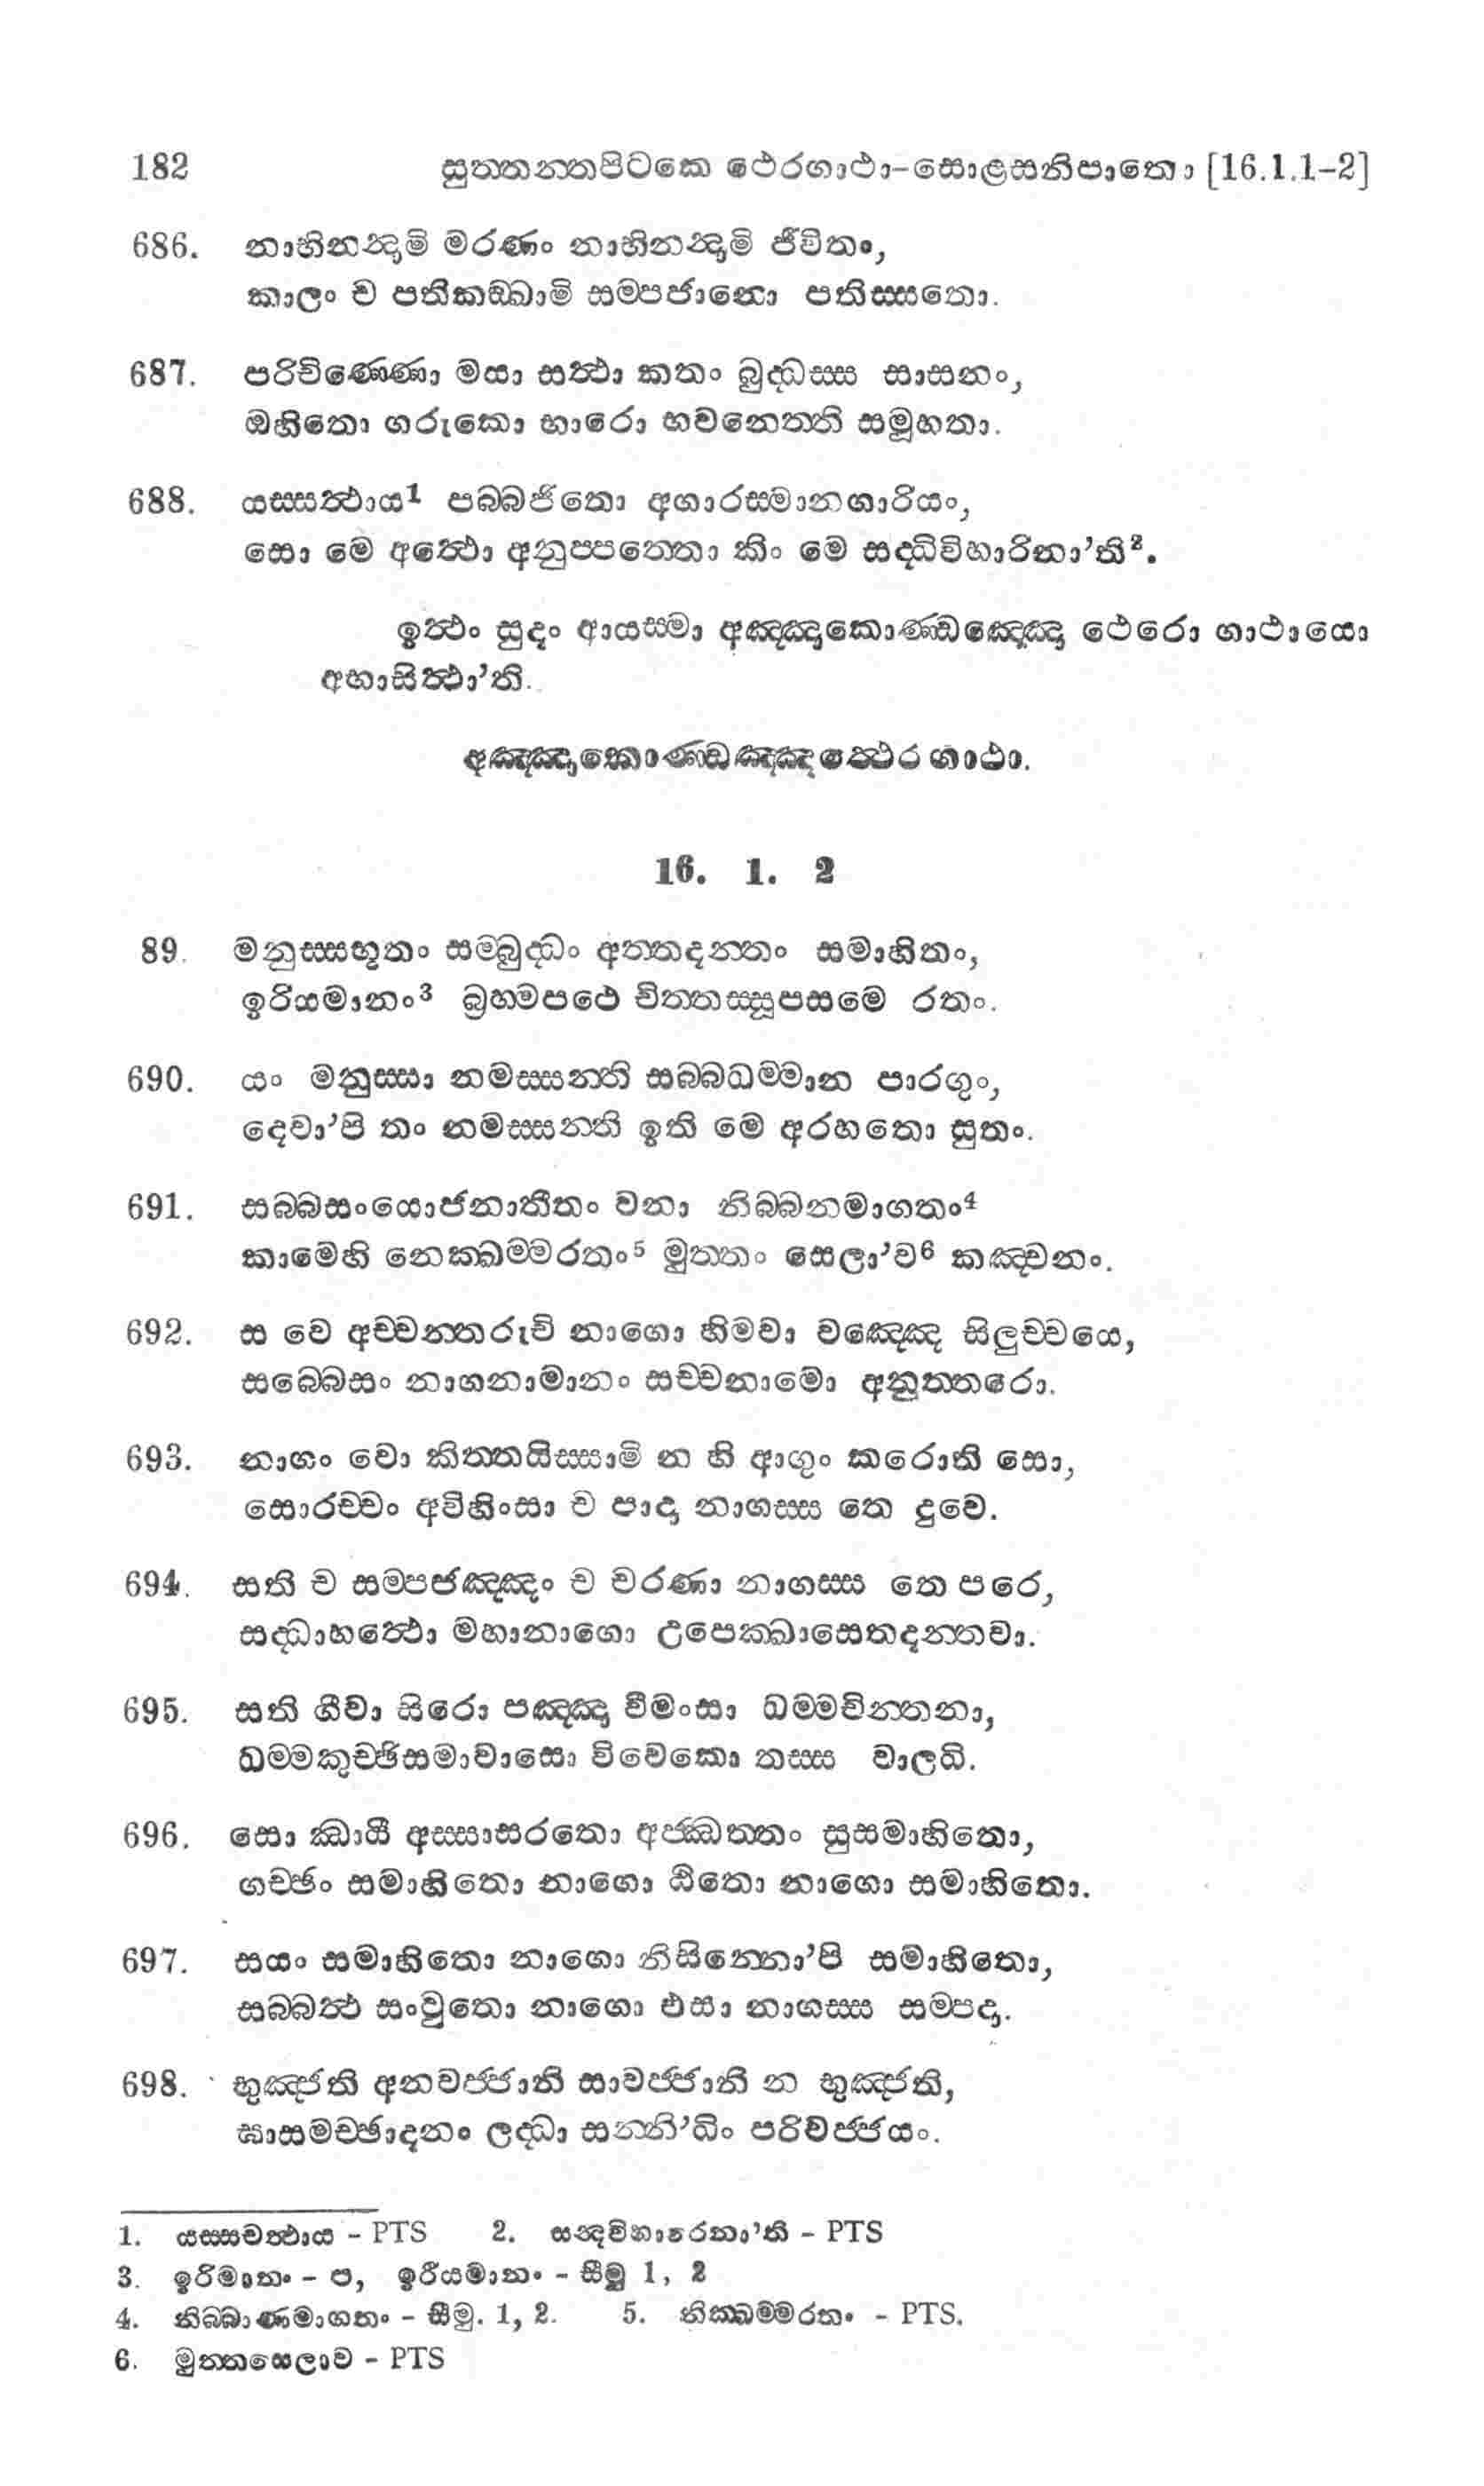 182 සුත්තන්තපිටකෙ ථෙරගාථා-සොළසනිපාතො [16.1.1-2]
686. නාභිනන්දාමි මරණං නාභිනන්දාමි ජීවිතං,
කාලං ච පතිකඞ්ඛාමි සම්පජානො පතිස්සතො.
687. පරිචිණ්ණො මයා සත්ථා කතං බුද්ධස්ස සාසනං,
ඔහිතො ගරුකො භාරො භවනෙත්ති සමූහතා.
688. යස්සත්ථාය1 පබ්බජිතො අගාරස්මානගාරියං,
සො මෙ අත්ථො අනුප්පත්තො කිං මෙ සද්ධිවිහාරිනා'ති2.
ඉත්ථං සුදං ආයස්මා අඤ්ඤාකොණ්ඩඤ්ඤො ථෙරො ගාථායො
අභාසිත්ථා'ති.
අඤ්ඤාකොණ්ඩඤ්ඤත්ථෙර ගාථා.
16. 1. 2
89. මනුස්සභූතං සම්බුද්ධං අත්තදන්තං සමාහිතං,
ඉරියමානං3 බ්‍රහ්මපථෙ චිත්තස්සූපසමෙ රතං.
690. යං මනුස්සා නමස්සන්ති සබ්බධම්මාන පාරගුං,
දෙවා'පි තං නමස්සන්ති ඉති මෙ අරහතො සුතං.
691. සබ්බසංයොජනාතීතං වනා නිබ්බනමාගතං4
කාමෙහි නෙක්ඛම්මරතං5 මුත්තං සෙලා'ව6 කඤ්චනං.
692. ස වෙ අච්චන්තරුචි නාගො හිමවා වඤ්ඤෙ සිලුච්චයෙ,
සබ්බෙසං නාගනාමානං සච්චනාමො අනුත්තරො.
693. නාගං වො කිත්තයිස්සාමි න හි ආගුං කරොති සො,
සොරච්චං අවිහිංසා ච පාදා නාගස්ස තෙ දුවෙ.
694. සති ච සම්පජඤ්ඤං ච චරණා නාගස්ස තෙ පරෙ,
සද්ධාහත්ථො මහානාගො උපෙක්ඛාසෙතදන්තවා.
695. සති ගීවා සිරො පඤ්ඤා වීමංසා ධම්මචින්තනා,
ධම්මකුච්ඡිසමාවාසො විවෙකො තස්ස වාලධි.
696. සො ඣායී අස්සාසරතො අජ්ඣත්තං සුසමාහිතො,
ගච්ඡං සමාහිතො නාගො ඨිතො නාගො සමාහිතො.
697. සයං සමාහිතො නාගො නිසින්නො'පි සමාහිතො,
සබ්බත්ථ සංවුතො නාගො එසා නාගස්ස සම්පදා.
698. භුඤ්ජති අනවජ්ජානි සාවජ්ජානි න භුඤ්ජති,
ඝාසමච්ඡාදනං ලද්ධා සන්නි'ධිං පරිවජ්ජයං.
1. යස්සචත්ථාය - PTS 2. සන්දවිහාරෙනා'ති - PTS
3. ඉරිමානං - ප, ඉරීයමානං - සීමු 1, 2
4. නිබ්බාණමාගතං - සීමු. 1, 2. 5. නික්ඛම්මරතං - PTS.
6. මුත්තසෙලාව - PTS